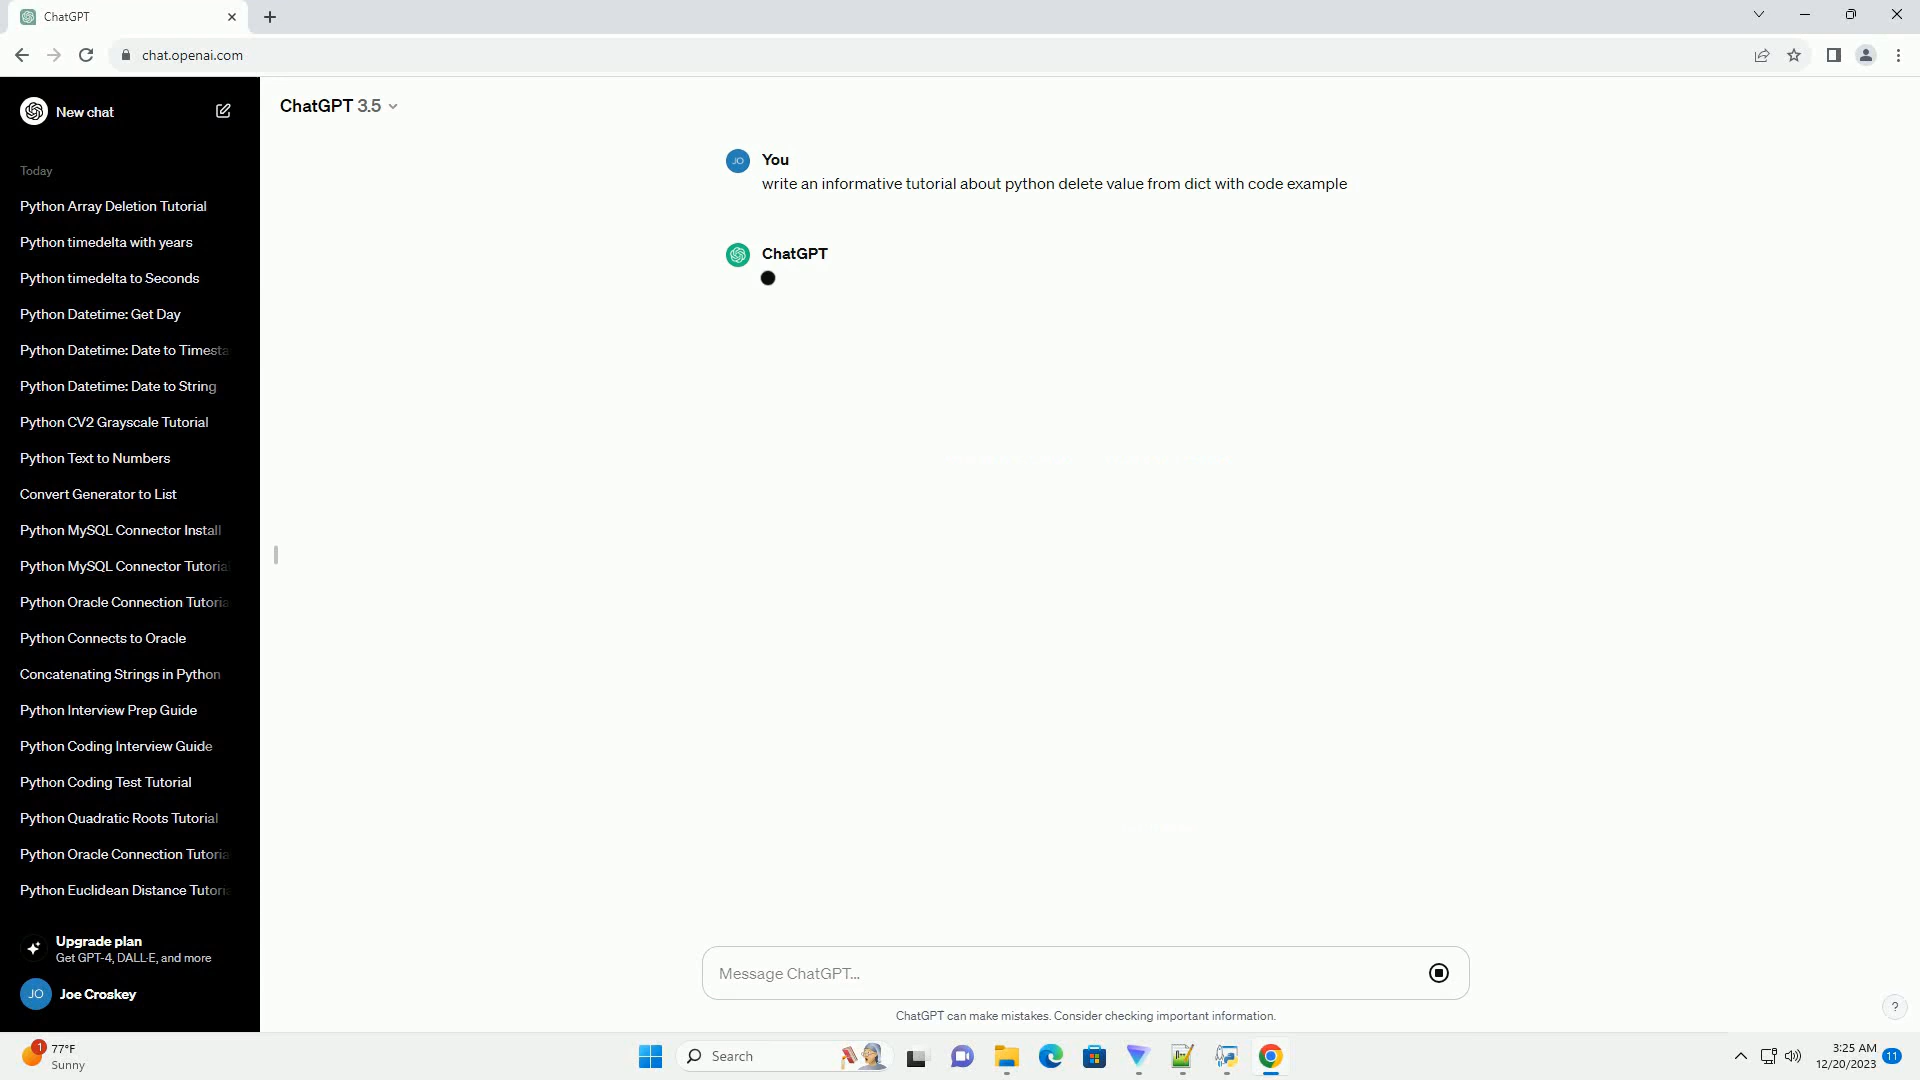 ChatGPT
chat.openai.com
New chat
Today
Python Array Deletion Tutorial
Python timedelta with years
Python timedelta to Seconds
Python Datetime: Get Day
Python Datetime: Date to Timesta
Python Datetime: Date to String
Python CV2 Grayscale Tutorial
Python Text to Numbers
Convert Generator to List
Python MySQL Connector Install
Python MySQL Connector Tutoria
Python Oracle Connection Tutoria
Python Connects to Oracle
Concatenating Strings in Python
Python Interview Prep Guide
Python Coding Interview Guide
Python Coding Test Tutorial
Python Quadratic Roots Tutorial
Python Oracle Connection Tutoria
Python Euclidean Distance Tutoria
Upgrade plan
Get GPT-4, DALL·E, and more
JO Joe Croskey
ChatGPT 3.5
JO You
write an informative tutorial about python delete value from dict with code example
ChatGPT
Message ChatGPT...
ChatGPT can make mistakes. Consider checking important information.
?
1
77°F
Sunny
Search
3:25 AM
12/20/2023
11